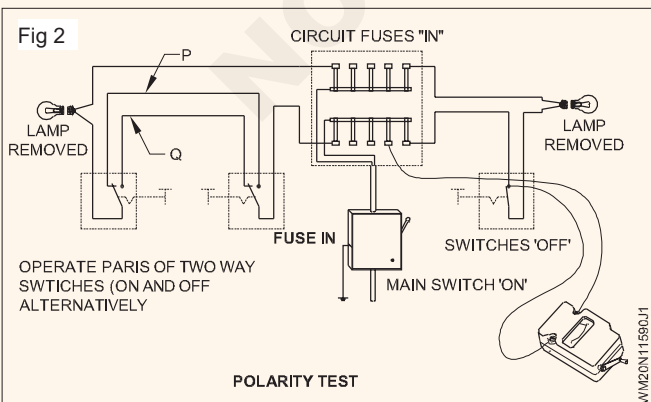 Fig 2
CIRCUIT FUSES "IN"
P
Q
LAMP
REMOVED
LAMP
REMOVED
FUSE IN
SWITCHES 'OFF'
MAIN SWITCH 'ON'
OPERATE PARIS OF TWO WAY
SWTICHES (ON AND OFF
ALTERNATIVELY
POLARITY TEST
WM20N11590J1
NO